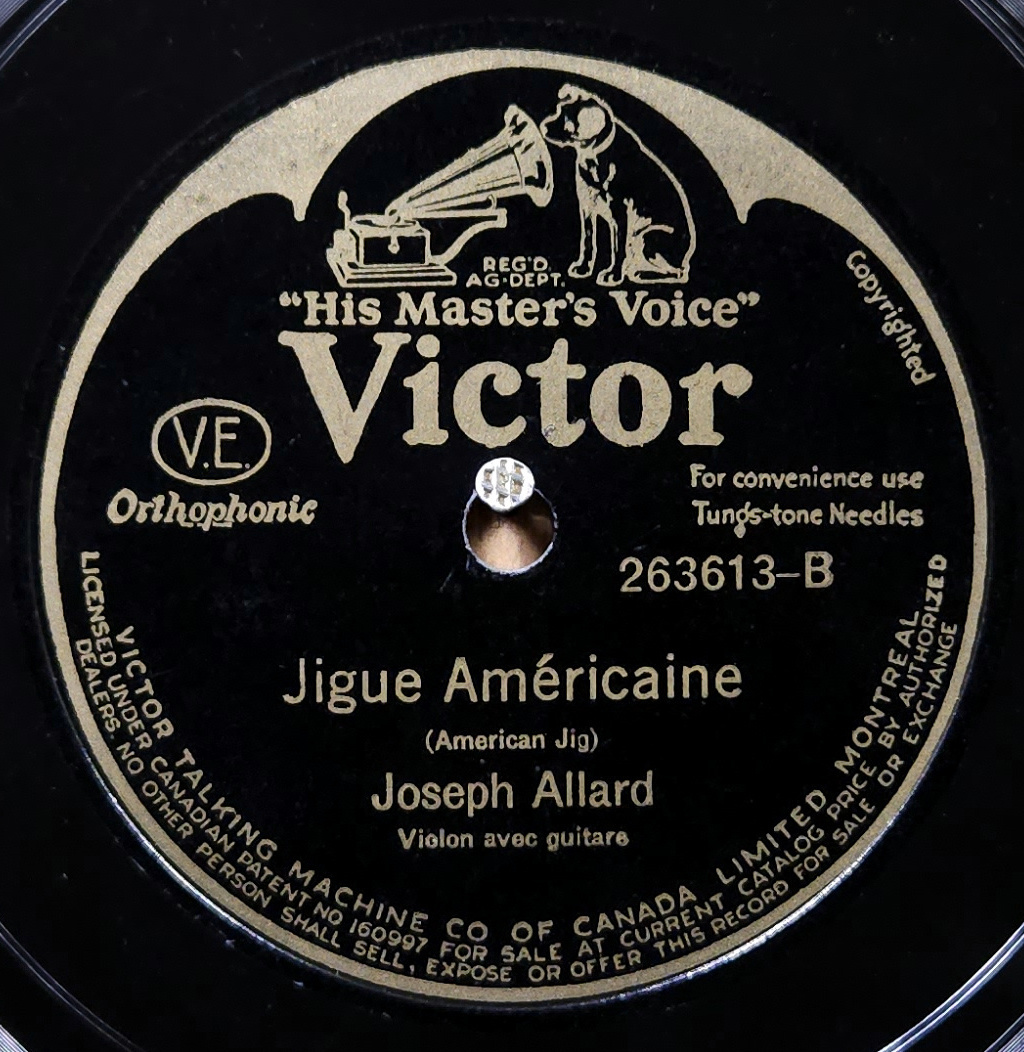 REG'D.
AG·DEPT.
“His Master's Voice”
Victor
Copyrighted
V.E.
Orthophonic
For convenience use
Tungs-tone Needles
263613–B
Jigue Américaine
(American Jig)
Joseph Allard
Violon avec guitare
VICTOR TALKING MACHINE CO OF CANADA LIMITED MONTREAL
LICENSED UNDER CANADIAN PATENT NO 160997 FOR SALE AT CURRENT CATALOG PRICE BY AUTHORIZED
DEALERS NO OTHER PERSON SHALL SELL, EXPOSE OR OFFER THIS RECORD FOR SALE OR EXCHANGE